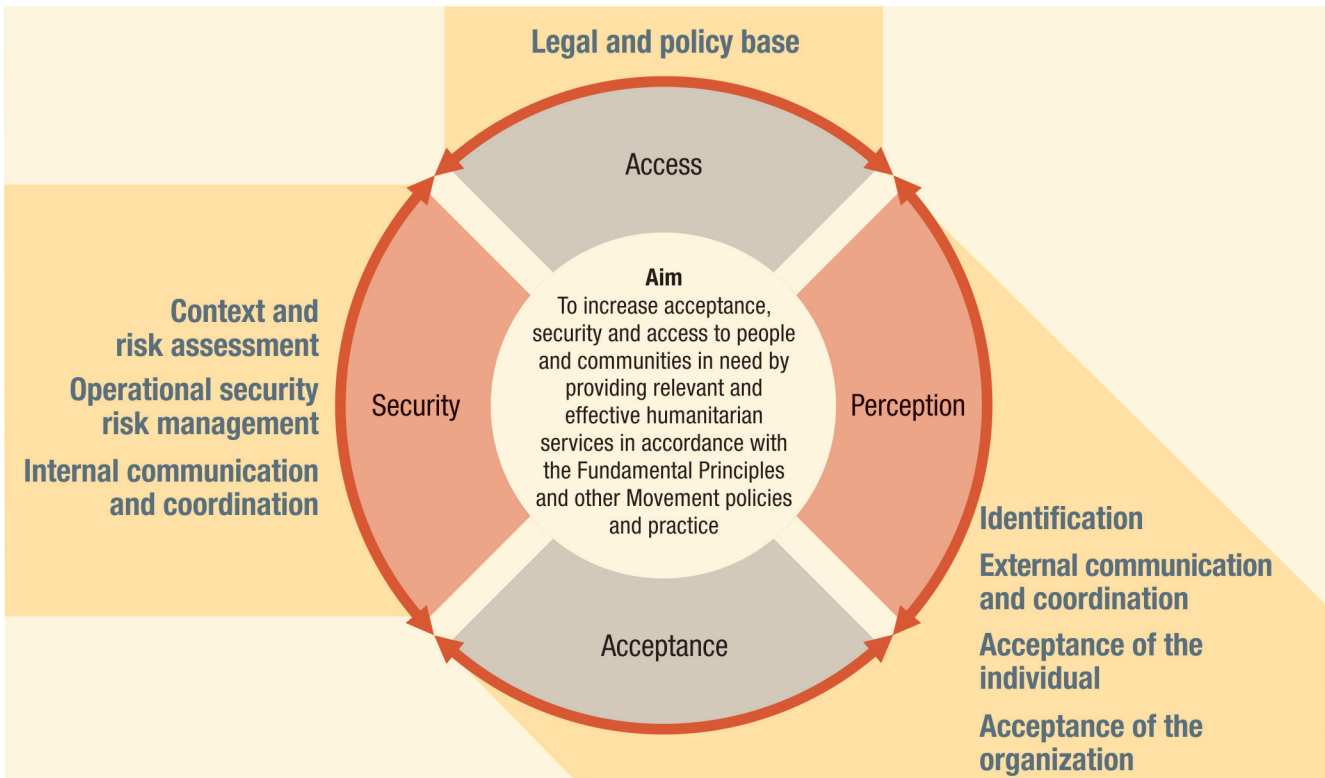 Legal and policy base
Access
Context and
risk assessment
Operational security
risk management
Internal communication
and coordination
Security
Aim
To increase acceptance,
security and access to people
and communities in need by
providing relevant and
effective humanitarian
services in accordance with
the Fundamental Principles
and other Movement policies
and practice
Perception
Identification
External communication
and coordination
Acceptance of the
individual
Acceptance of the
organization
Acceptance